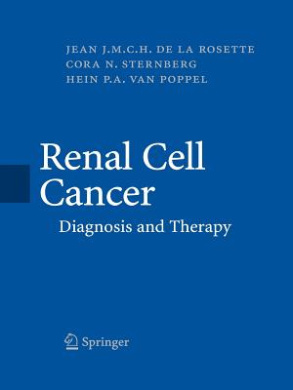 JEAN J.M.C.H. DE LA ROSETTE
CORA N. STERNBERG
HEIN P.A. VAN POPPEL
Renal Cell
Cancer
Diagnosis and Therapy
Springer